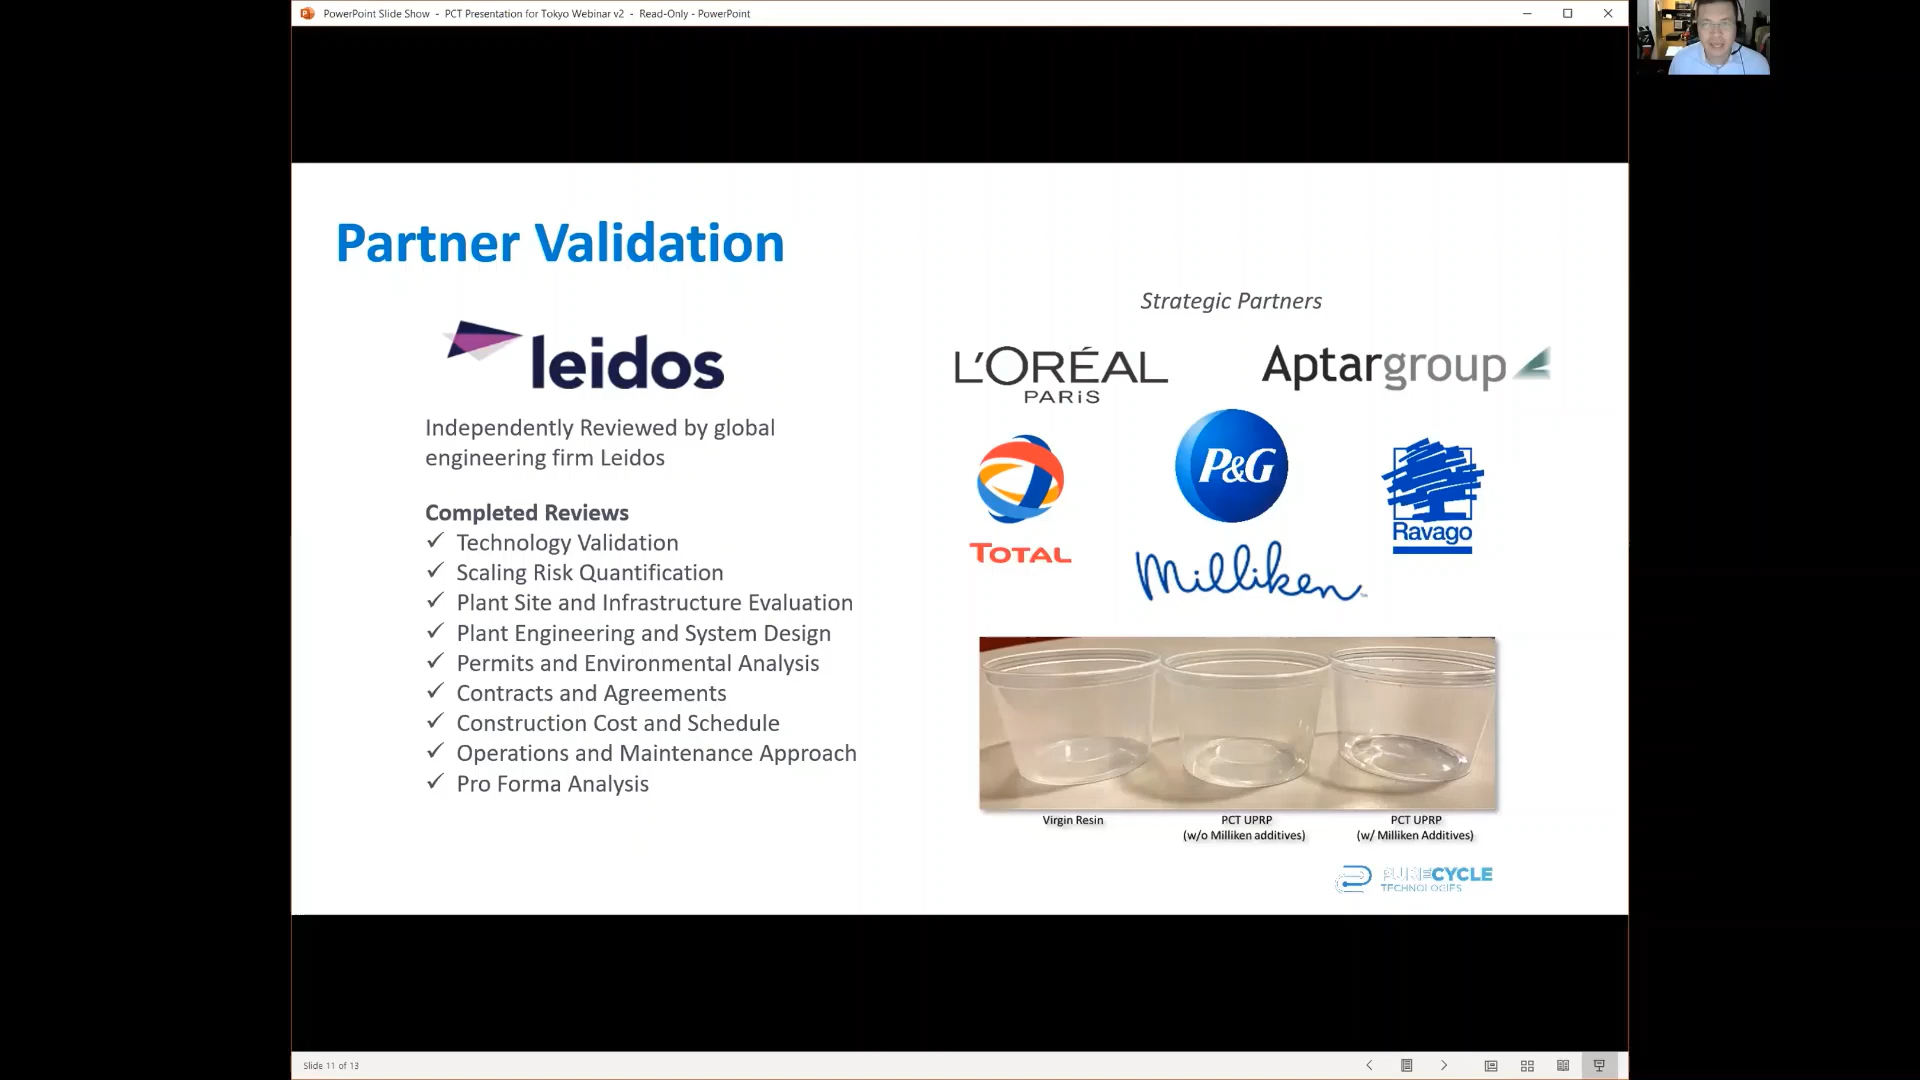 PowerPoint Slide Show - PCT Presentation for Tokyo Webinar v2 - Read-Only - PowerPoint
Partner Validation
leidos
Independently Reviewed by global
engineering firm Leidos
Completed Reviews
✓ Technology Validation
✓ Scaling Risk Quantification
✓ Plant Site and Infrastructure Evaluation
✓ Plant Engineering and System Design
✓ Permits and Environmental Analysis
✓ Contracts and Agreements
✓ Construction Cost and Schedule
✓ Operations and Maintenance Approach
✓ Pro Forma Analysis
Strategic Partners
L'ORÉAL
PARiS
Aptargroup
TOTAL
P&G
Ravago
Milliken™
Virgin Resin
PCT UPRP
(w/o Milliken additives)
PCT UPRP
(w/ Milliken Additives)
PURECYCLE
TECHNOLOGIES
Slide 11 of 13